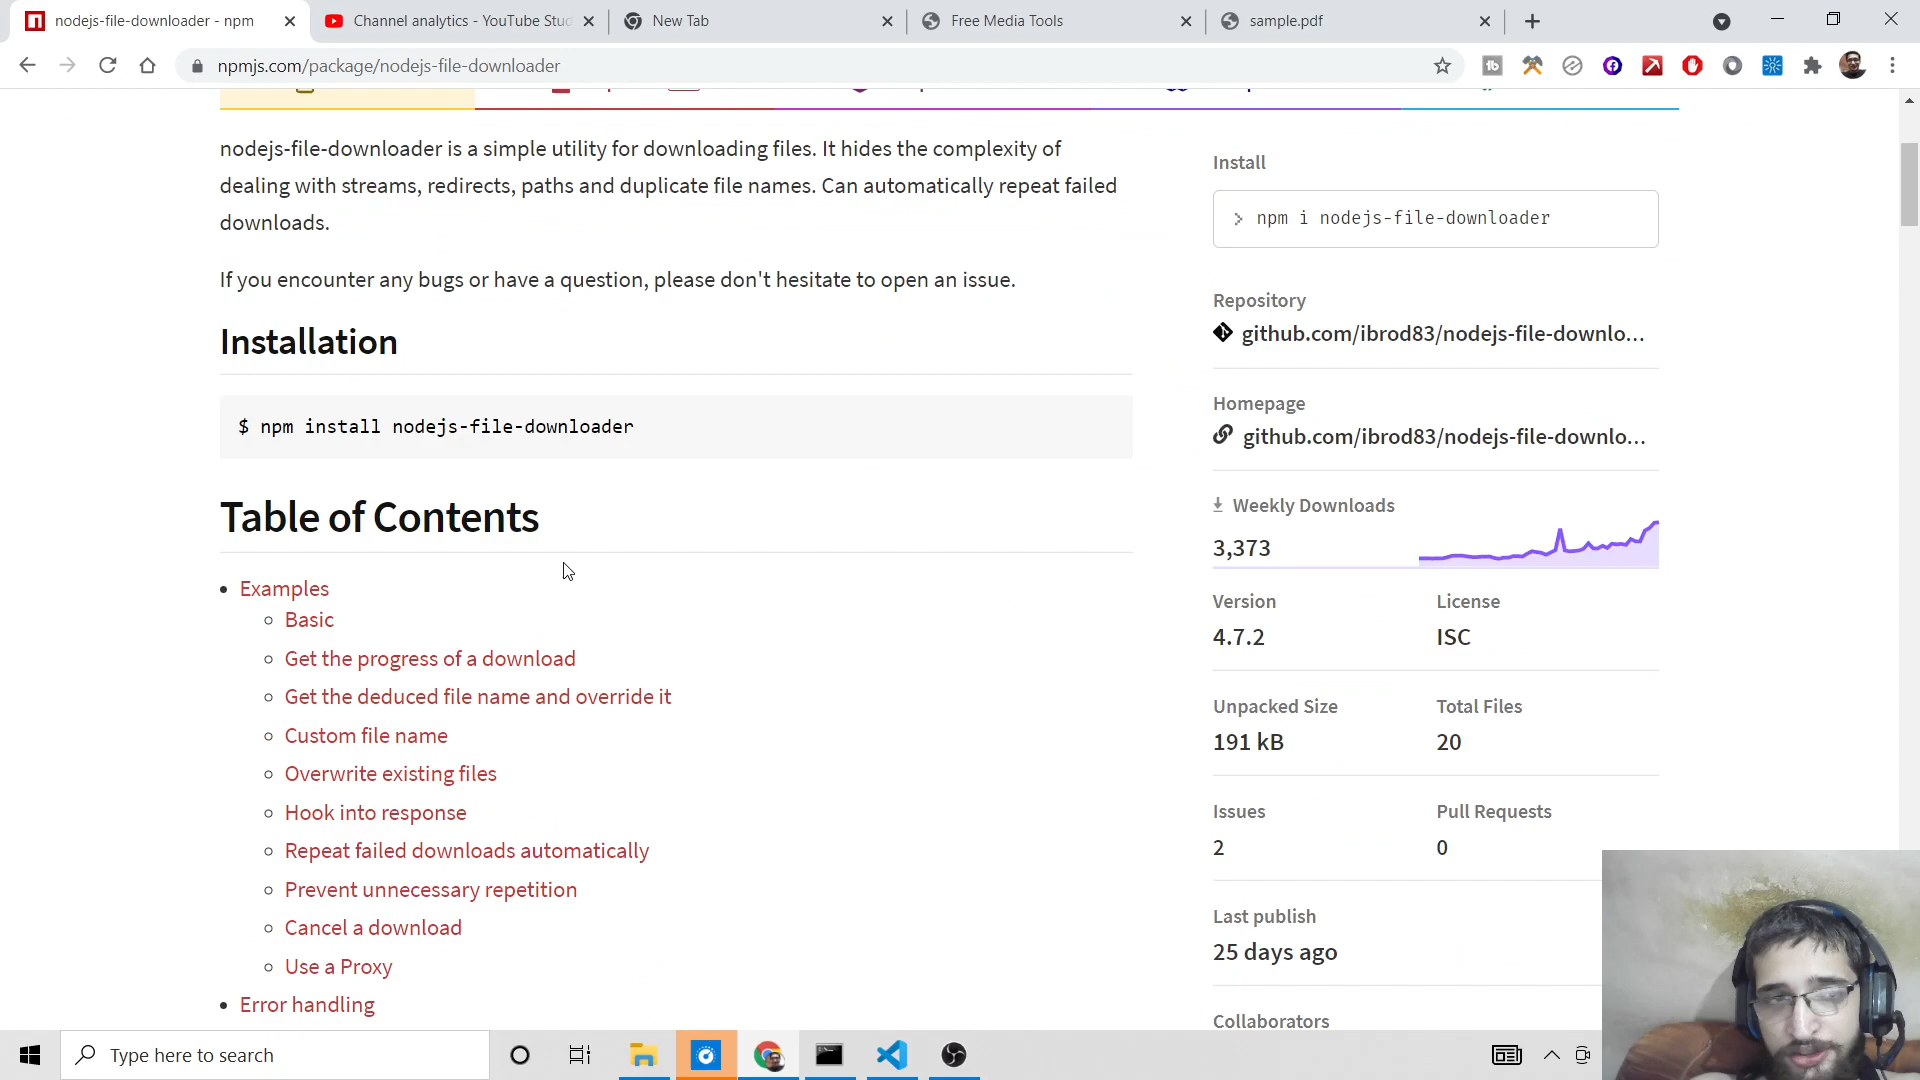 nodejs-file-downloader - npm
Channel analytics - YouTube Stud
New Tab
Free Media Tools
sample.pdf
npmjs.com/package/nodejs-file-downloader
nodejs-file-downloader is a simple utility for downloading files. It hides the complexity of
dealing with streams, redirects, paths and duplicate file names. Can automatically repeat failed
downloads.
If you encounter any bugs or have a question, please don't hesitate to open an issue.
Installation
$ npm install nodejs-file-downloader
Table of Contents
Examples
Basic
Get the progress of a download
Get the deduced file name and override it
Custom file name
Overwrite existing files
Hook into response
Repeat failed downloads automatically
Prevent unnecessary repetition
Cancel a download
Use a Proxy
Error handling
Install
> npm i nodejs-file-downloader
Repository
github.com/ibrod83/nodejs-file-downlo...
Homepage
github.com/ibrod83/nodejs-file-downlo...
Weekly Downloads
3,373
Version
License
4.7.2
ISC
Unpacked Size
Total Files
191 kB
20
Issues
Pull Requests
2
0
Last publish
25 days ago
Collaborators
Type here to search